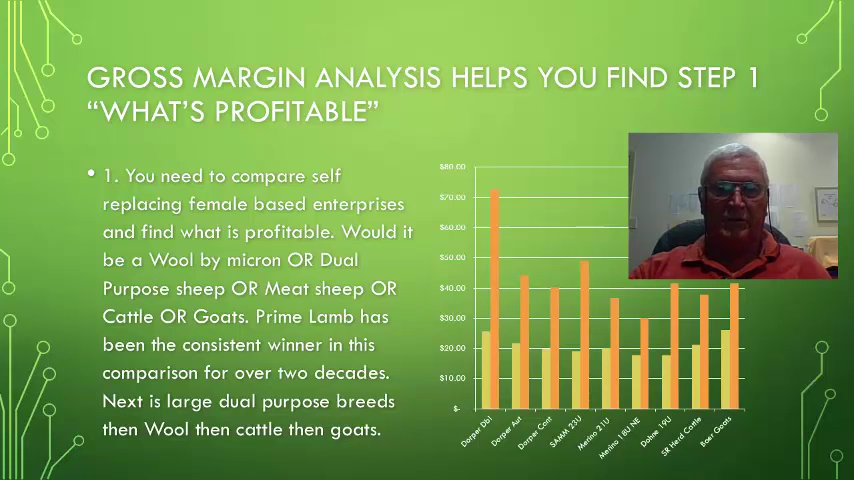 GROSS MARGIN ANALYSIS HELPS YOU FIND STEP 1
“WHAT’S PROFITABLE”
• 1. You need to compare self
replacing female based enterprises
and find what is profitable. Would it
be a Wool by micron OR Dual
Purpose sheep OR Meat sheep OR
Cattle OR Goats. Prime Lamb has
been the consistent winner in this
comparison for over two decades.
Next is large dual purpose breeds
then Wool then cattle then goats.
$80.00
$70.00
$60.00
$50.00
$40.00
$30.00
$20.00
$10.00
$-
Dorper Dbl
Dorper Aut
Dorper Cont
SAMM 23U
Merino 21U
Merino 18U NE
Dohne 19U
SR Herd Cattle
Boer Goats